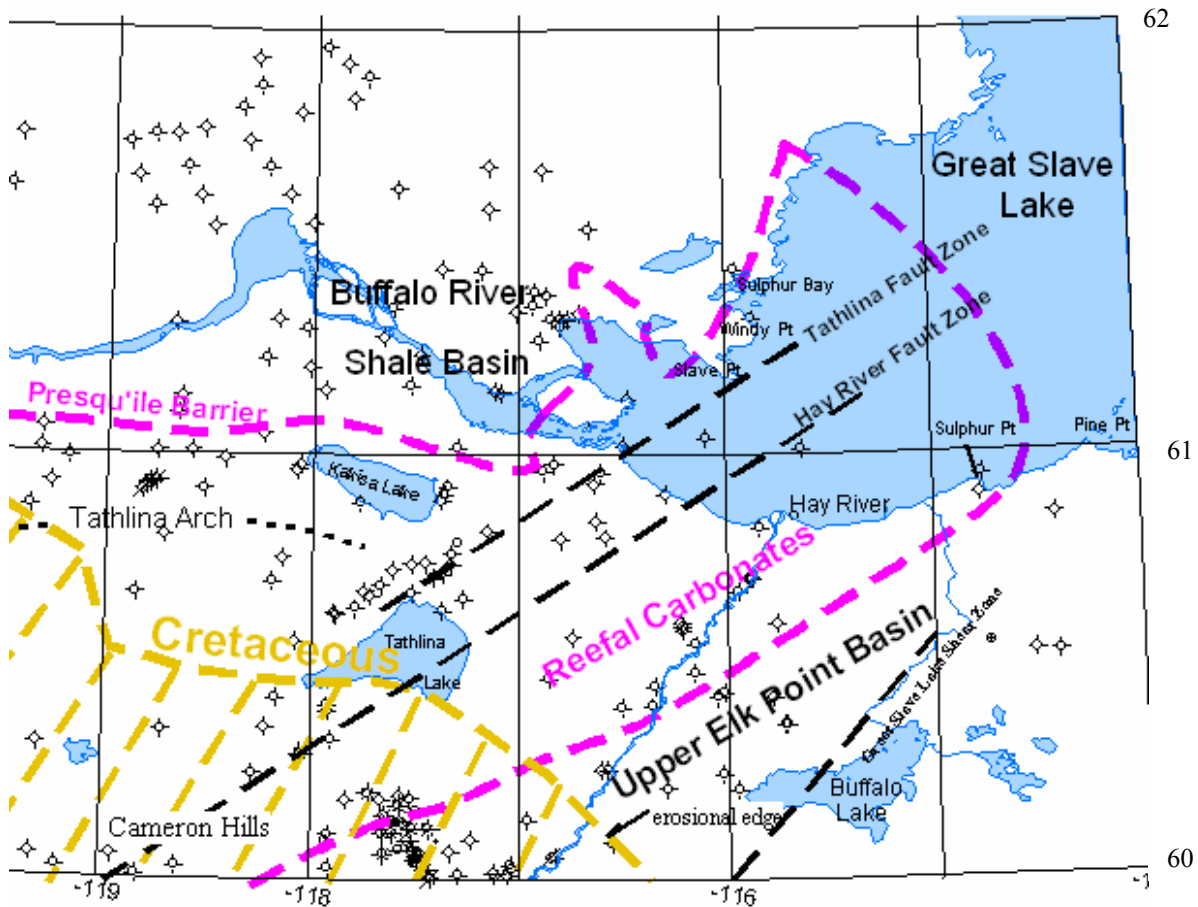 62
Great Slave
Lake
Tathlina Fault Zone
Sulphur Bay
Buffalo River
Hay River Fault Zone
Windy Pt
Shale Basin
Slave Pt
Presqu'ile Barrier
Sulphur Pt
Pine Pt
61
Kakisa Lake
Hay River
Tathlina Arch
Reefal Carbonates
Cretaceous
Tathlina
Lake
Upper Elk Point Basin
Great Slave Lake Shear Zone
Buffalo
Lake
Cameron Hills
erosional edge
60
-119
-118
-116
-1